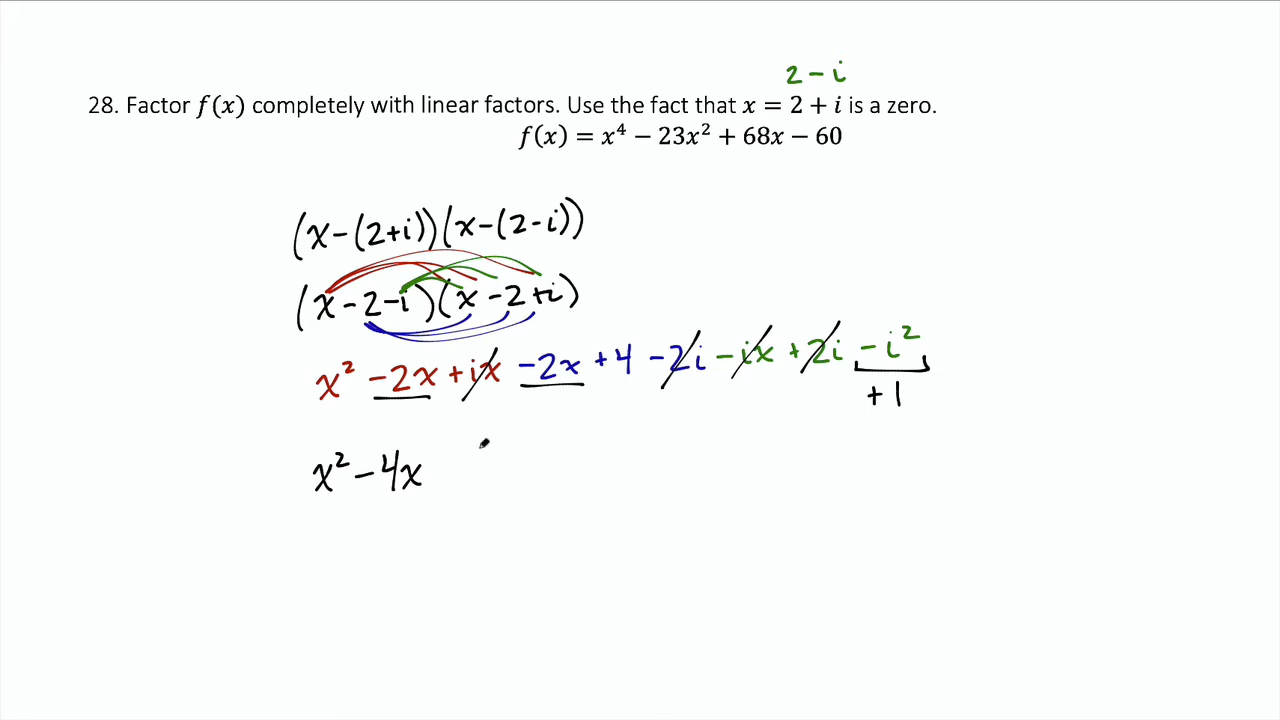 2 - i
28. Factor f(x) completely with linear factors. Use the fact that x = 2 + i is a zero.
f(x) = x⁴ − 23x² + 68x − 60
(x-(2+i))(x-(2-i))
(x-2-i)(x-2+i)
x² -2x +ix -2x +4 -2i -ix +2i -i²
+1
x² -4x